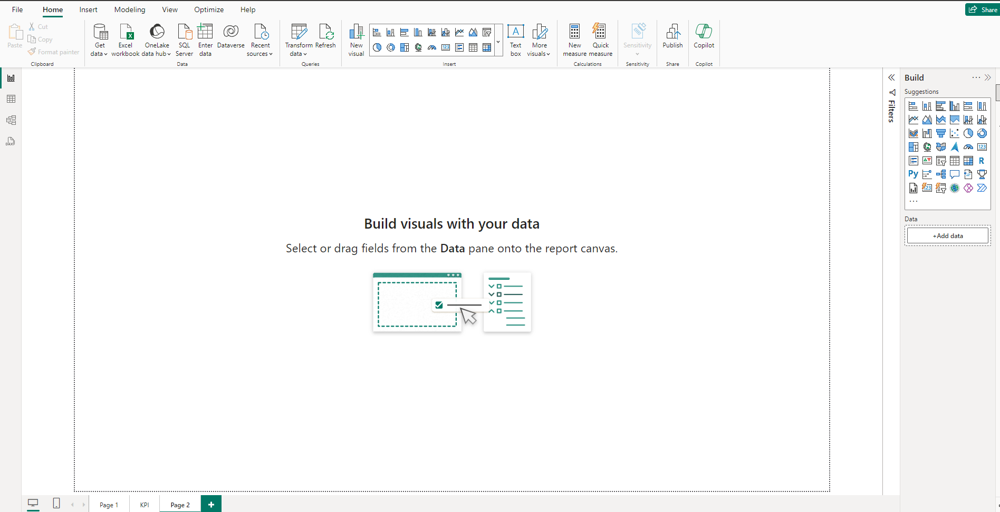 File Home Insert Modeling View Optimize Help
Share
Paste
Cut
Copy
Format painter
Clipboard
Get data
Excel workbook
OneLake data hub
SQL Server
Enter data
Dataverse
Recent sources
Data
Transform data
Refresh
Queries
New visual
123
A
Text box
More visuals
Insert
New measure
Quick measure
Calculations
Sensitivity
Sensitivity
Publish
Share
Copilot
Copilot
DAX
Build visuals with your data
Select or drag fields from the Data pane onto the report canvas.
Filters
Build
Suggestions
123
R
Py
123
Data
+Add data
Page 1
KPI
Page 2